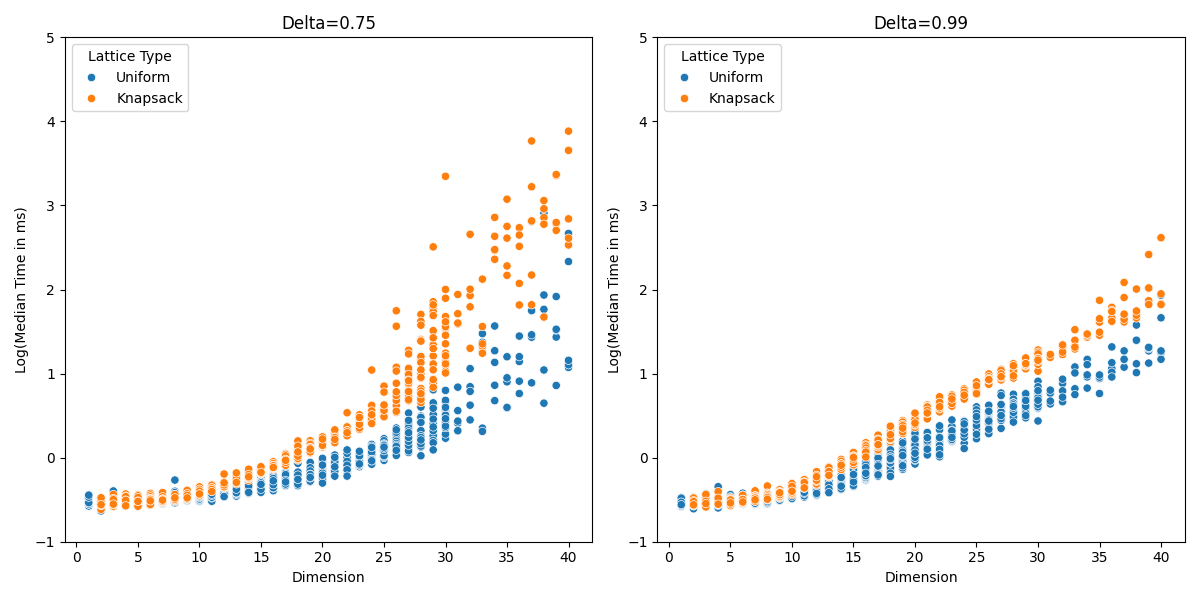 Delta=0.75
Lattice Type
Uniform
Knapsack
Log(Median Time in ms)
5
4
3
2
1
0
−1
0 5 10 15 20 25 30 35 40
Dimension
Delta=0.99
Lattice Type
Uniform
Knapsack
Log(Median Time in ms)
5
4
3
2
1
0
−1
0 5 10 15 20 25 30 35 40
Dimension